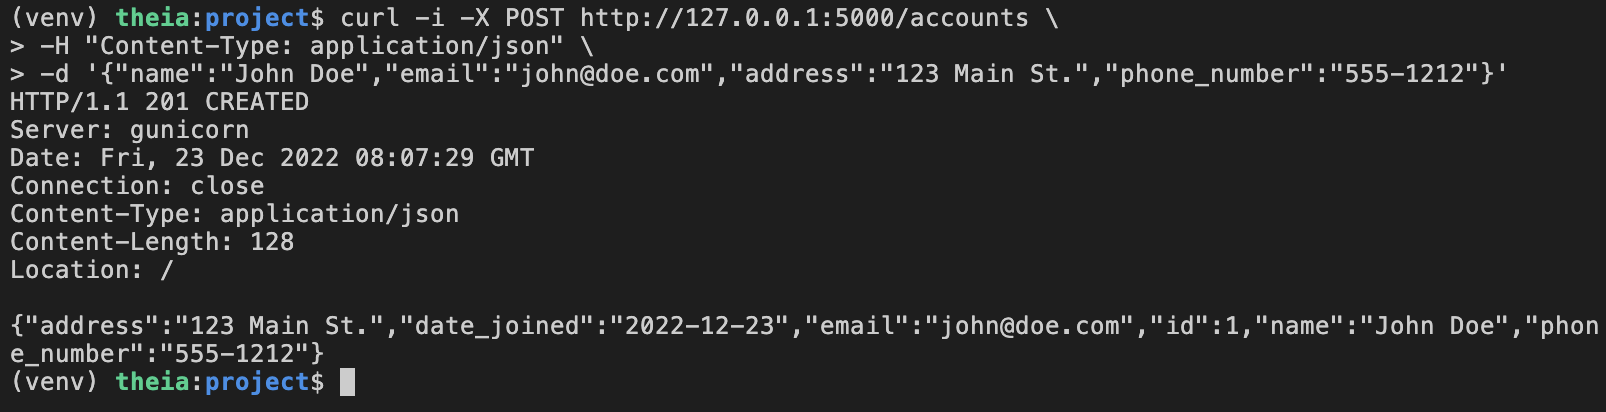 (venv) theia:project$ curl -i -X POST http://127.0.0.1:5000/accounts \
> -H "Content-Type: application/json" \
> -d '{"name":"John Doe","email":"john@doe.com","address":"123 Main St.","phone_number":"555-1212"}'
HTTP/1.1 201 CREATED
Server: gunicorn
Date: Fri, 23 Dec 2022 08:07:29 GMT
Connection: close
Content-Type: application/json
Content-Length: 128
Location: /

{"address":"123 Main St.","date_joined":"2022-12-23","email":"john@doe.com","id":1,"name":"John Doe","phon
e_number":"555-1212"}
(venv) theia:project$